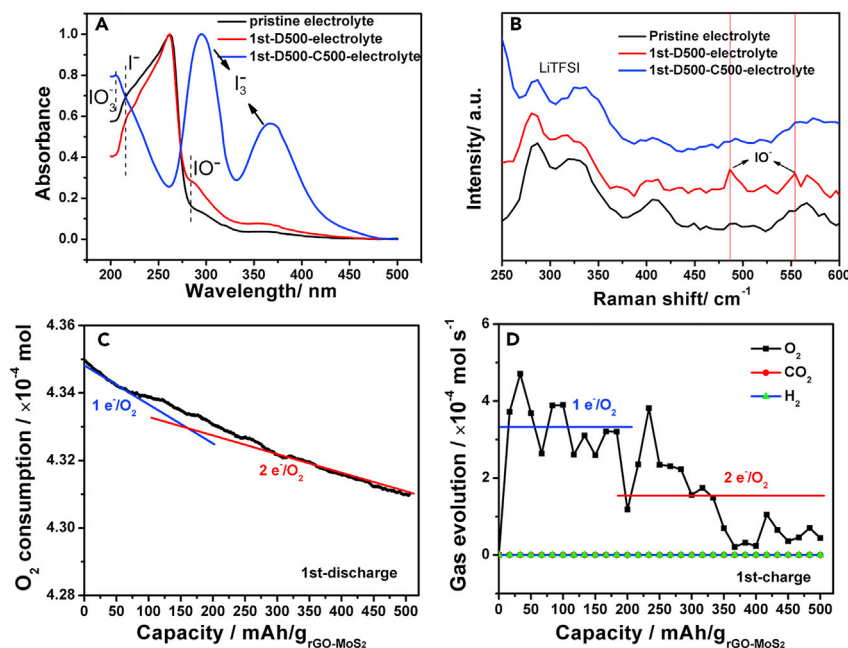 A
pristine electrolyte
1st-D500-electrolyte
1st-D500-C500-electrolyte
I⁻
IO₃⁻
I₃⁻
IO⁻
1.0
0.8
0.6
0.4
0.2
0.0
Absorbance
200 250 300 350 400 450 500
Wavelength/ nm
B
Pristine electrolyte
1st-D500-electrolyte
1st-D500-C500-electrolyte
LiTFSI
IO⁻
Intensity/ a.u.
250 300 350 400 450 500 550 600
Raman shift/ cm⁻¹
C
4.36
4.34
4.32
4.30
4.28
O₂ consumption / ×10⁻⁴ mol
1 e⁻/O₂
2 e⁻/O₂
1st-discharge
0 50 100 150 200 250 300 350 400 450 500
Capacity / mAh/g rGO-MoS₂
D
O₂
CO₂
H₂
6
4
2
0
Gas evolution / ×10⁻⁴ mol s⁻¹
1 e⁻/O₂
2 e⁻/O₂
1st-charge
0 50 100 150 200 250 300 350 400 450 500
Capacity / mAh/g rGO-MoS₂